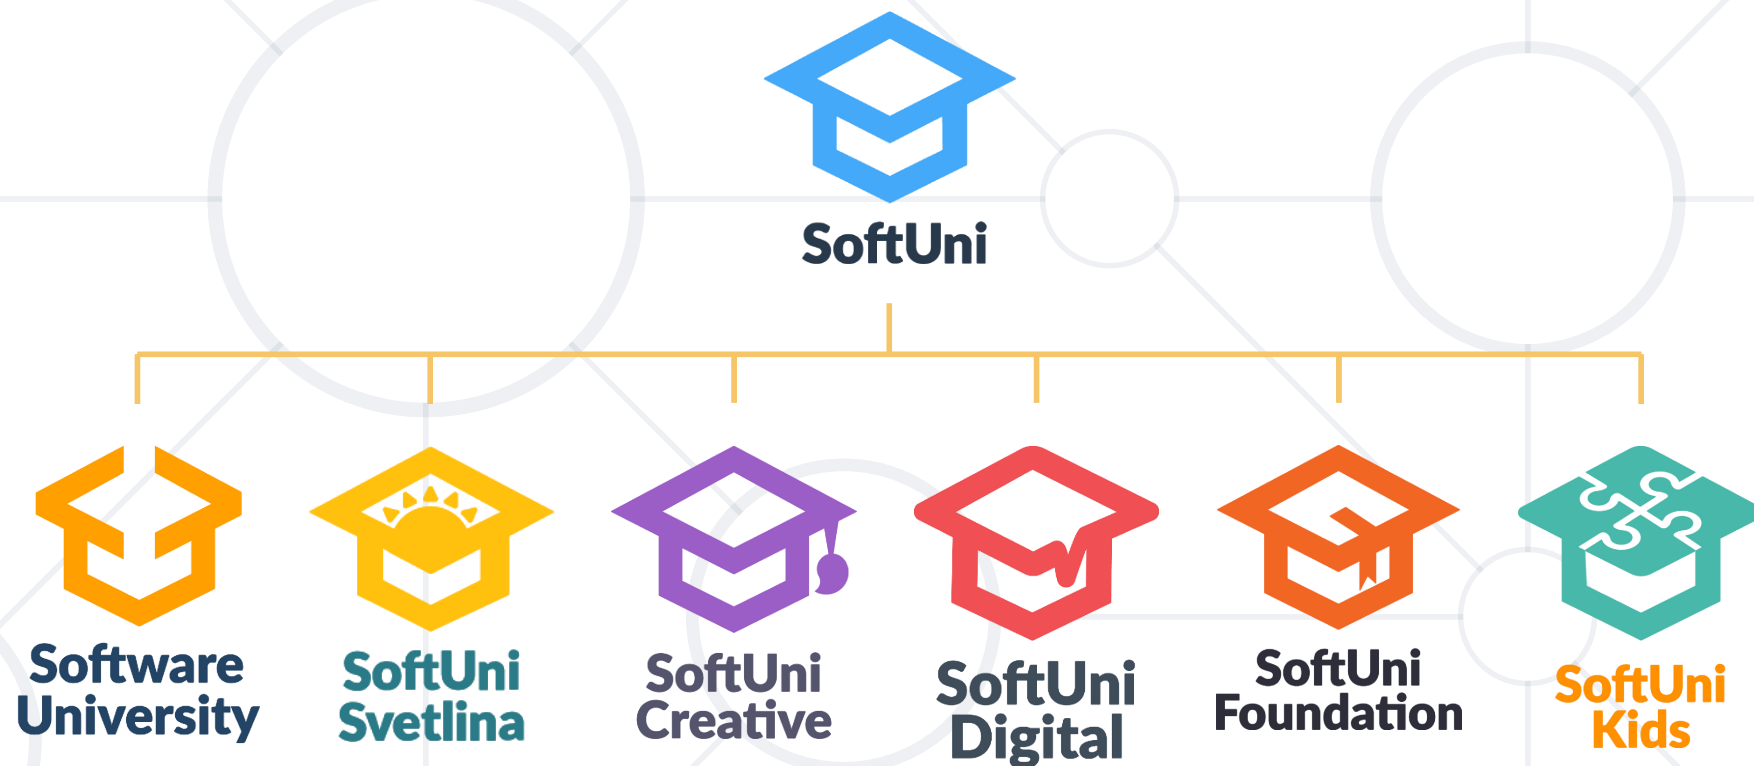 SoftUni
Software
University
SoftUni
Svetlina
SoftUni
Creative
SoftUni
Digital
SoftUni
Foundation
SoftUni
Kids